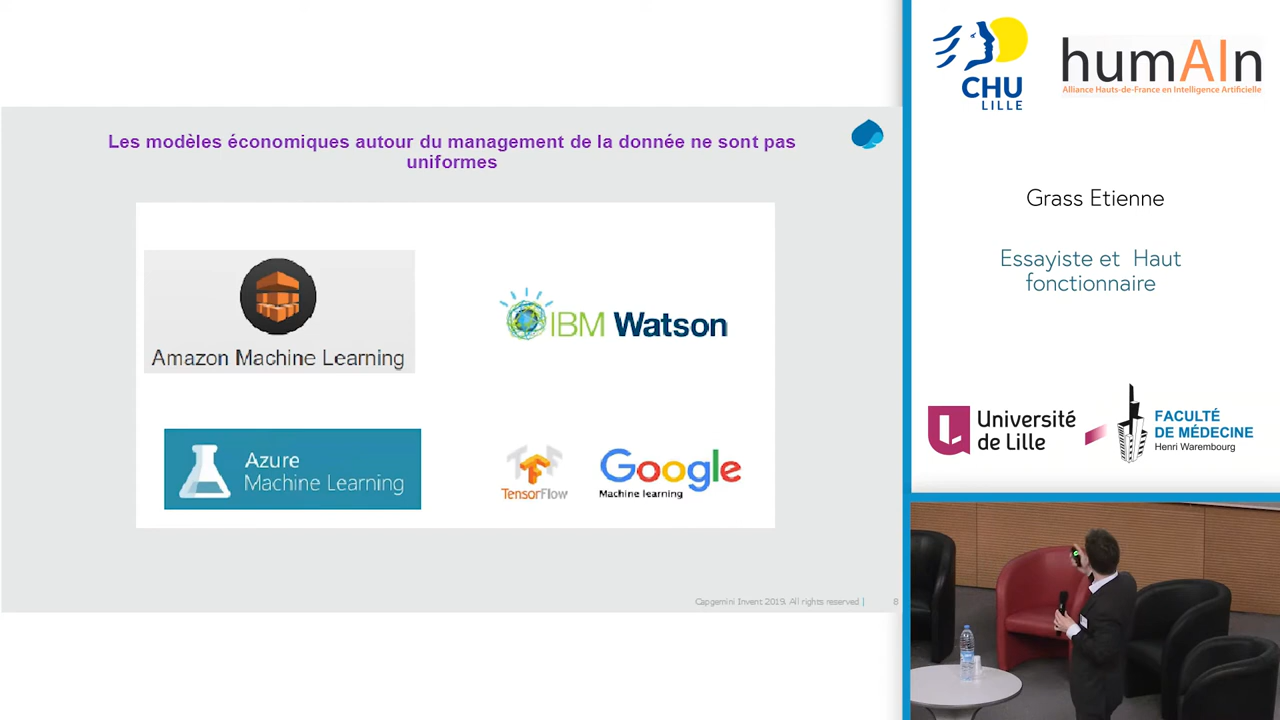 Les modèles économiques autour du management de la donnée ne sont pas
uniformes
Amazon Machine Learning
IBM Watson
Azure
Machine Learning
TensorFlow
Google
Machine learning
Capgemini Invent 2019. All rights reserved |
8
CHU
LILLE
humAIn
Alliance Hauts-de-France en Intelligence Artificielle
Grass Etienne
Essayiste et Haut
fonctionnaire
Université
de Lille
FACULTÉ
DE MÉDECINE
Henri Warembourg